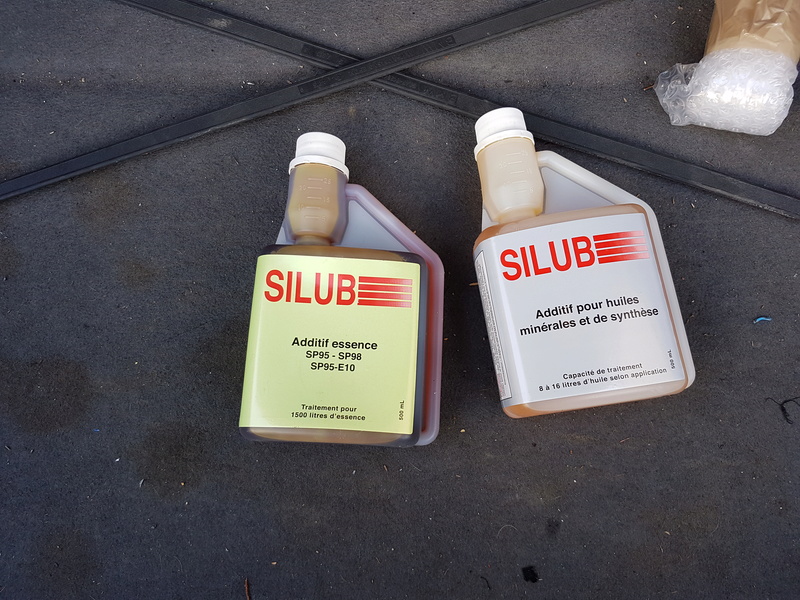 SILUB
Additif essence
SP95 - SP98
SP95-E10
Traitement pour
1500 litres d'essence
500 mL
SILUB
Additif pour huiles
minérales et de synthèse
Capacité de traitement
8 à 16 litres d'huile selon application
500 mL